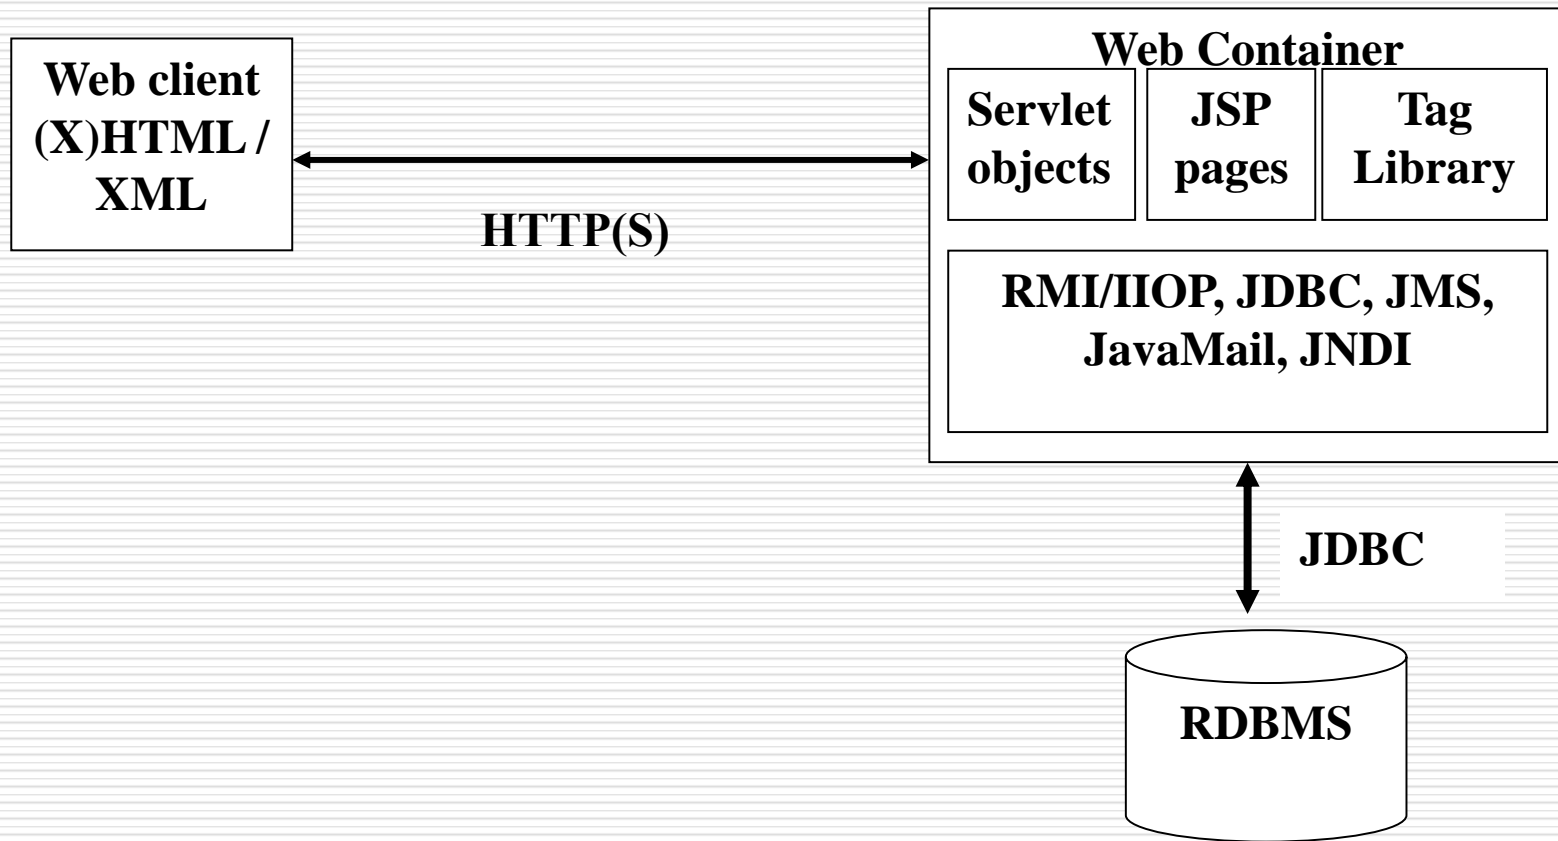 Web client
(X)HTML /
XML
HTTP(S)
Web Container
Servlet
objects
JSP
pages
Tag
Library
RMI/IIOP, JDBC, JMS,
JavaMail, JNDI
JDBC
RDBMS